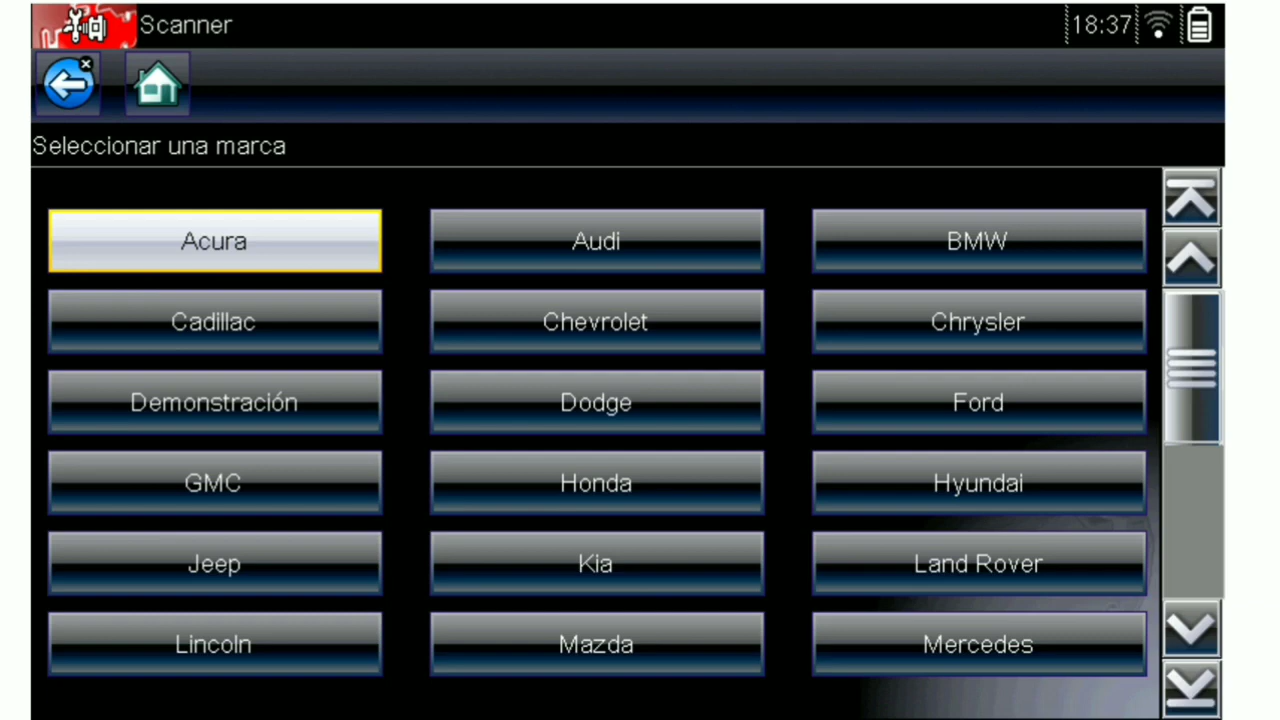 Scanner
18:37
Seleccionar una marca
Acura
Audi
BMW
Cadillac
Chevrolet
Chrysler
Demonstración
Dodge
Ford
GMC
Honda
Hyundai
Jeep
Kia
Land Rover
Lincoln
Mazda
Mercedes